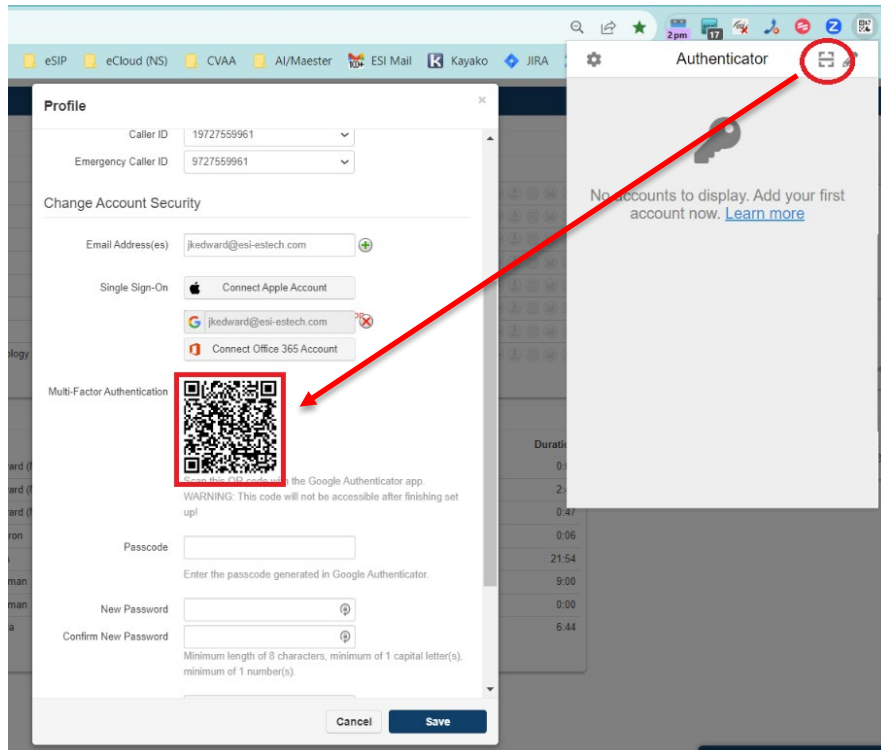 2pm
17
eSIP
eCloud (NS)
CVAA
AI/Maester
100+
ESI Mail
Kayako
JIRA
Authenticator
No accounts to display. Add your first
account now. Learn more
Profile
×
Caller ID
19727559961
Emergency Caller ID
9727559961
Change Account Security
Email Address(es)
jkedward@esi-estech.com
Single Sign-On
Connect Apple Account
jkedward@esi-estech.com
Connect Office 365 Account
Multi-Factor Authentication
Scan this QR code with the Google Authenticator app.
WARNING: This code will not be accessible after finishing set
up!
Passcode
Enter the passcode generated in Google Authenticator.
New Password
Confirm New Password
Minimum length of 8 characters, minimum of 1 capital letter(s),
minimum of 1 number(s).
Cancel
Save
0:47
0:06
21:54
9:00
0:00
6:44